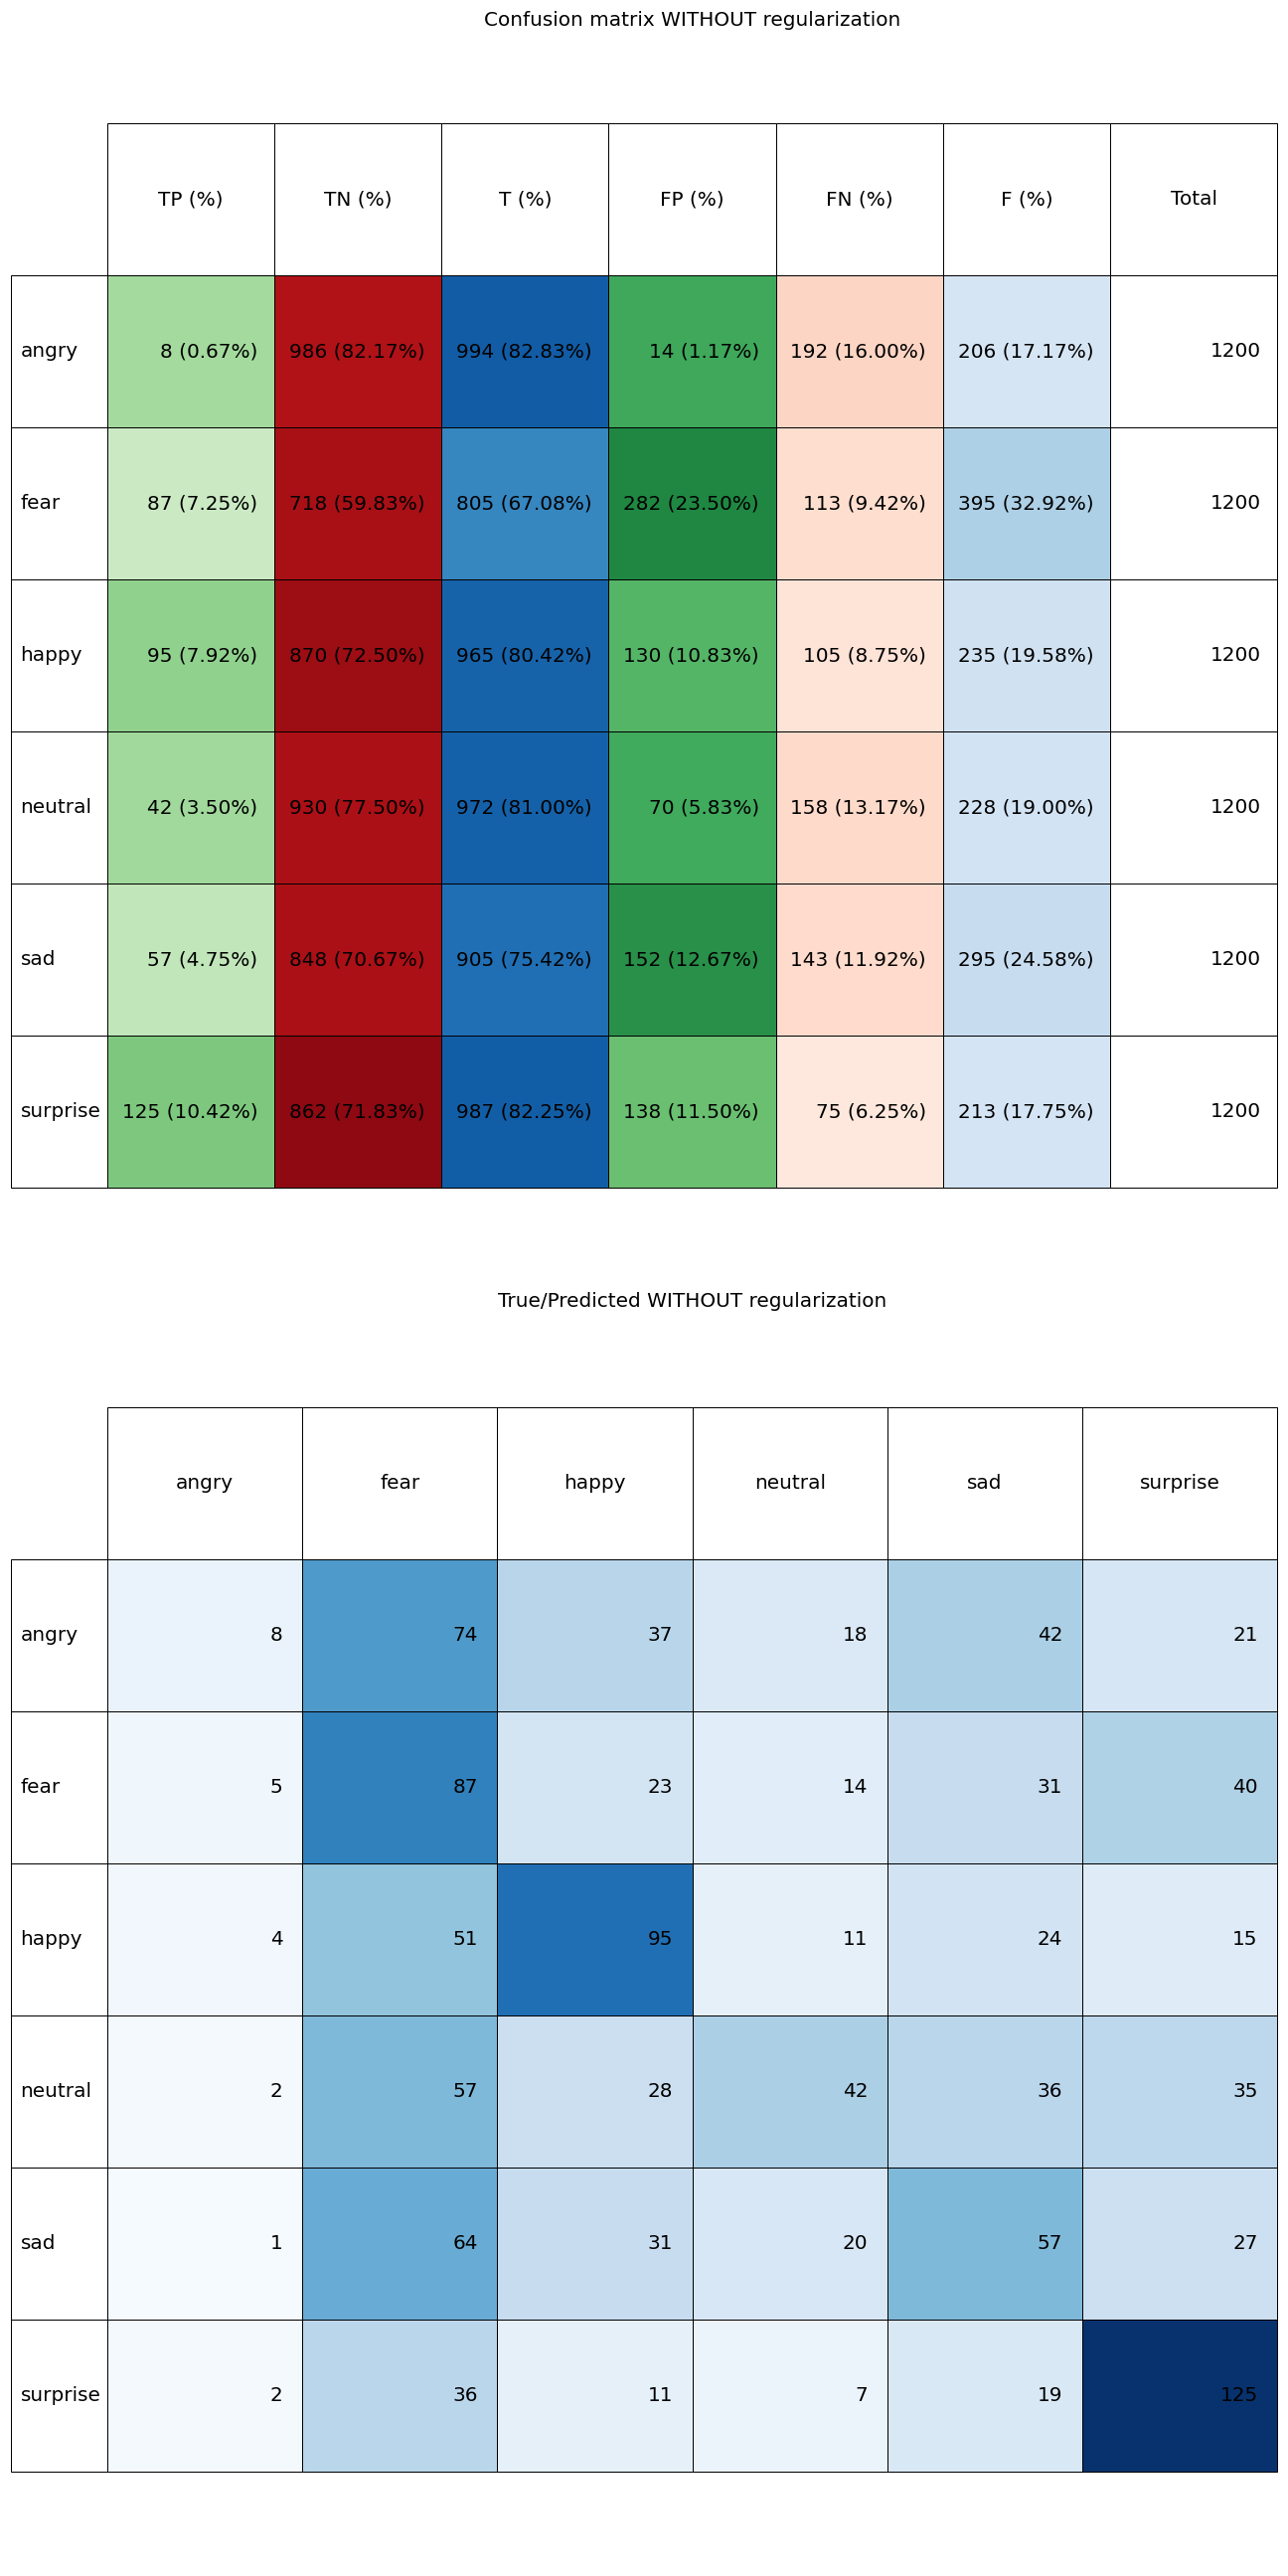 Confusion matrix WITHOUT regularization
TP (%) TN (%) T (%) FP (%) FN (%) F (%) Total
angry 8 (0.67%) 986 (82.17%) 994 (82.83%) 14 (1.17%) 192 (16.00%) 206 (17.17%) 1200
fear 87 (7.25%) 718 (59.83%) 805 (67.08%) 282 (23.50%) 113 (9.42%) 395 (32.92%) 1200
happy 95 (7.92%) 870 (72.50%) 965 (80.42%) 130 (10.83%) 105 (8.75%) 235 (19.58%) 1200
neutral 42 (3.50%) 930 (77.50%) 972 (81.00%) 70 (5.83%) 158 (13.17%) 228 (19.00%) 1200
sad 57 (4.75%) 848 (70.67%) 905 (75.42%) 152 (12.67%) 143 (11.92%) 295 (24.58%) 1200
surprise 125 (10.42%) 862 (71.83%) 987 (82.25%) 138 (11.50%) 75 (6.25%) 213 (17.75%) 1200
True/Predicted WITHOUT regularization
angry fear happy neutral sad surprise
angry 8 74 37 18 42 21
fear 5 87 23 14 31 40
happy 4 51 95 11 24 15
neutral 2 57 28 42 36 35
sad 1 64 31 20 57 27
surprise 2 36 11 7 19 125